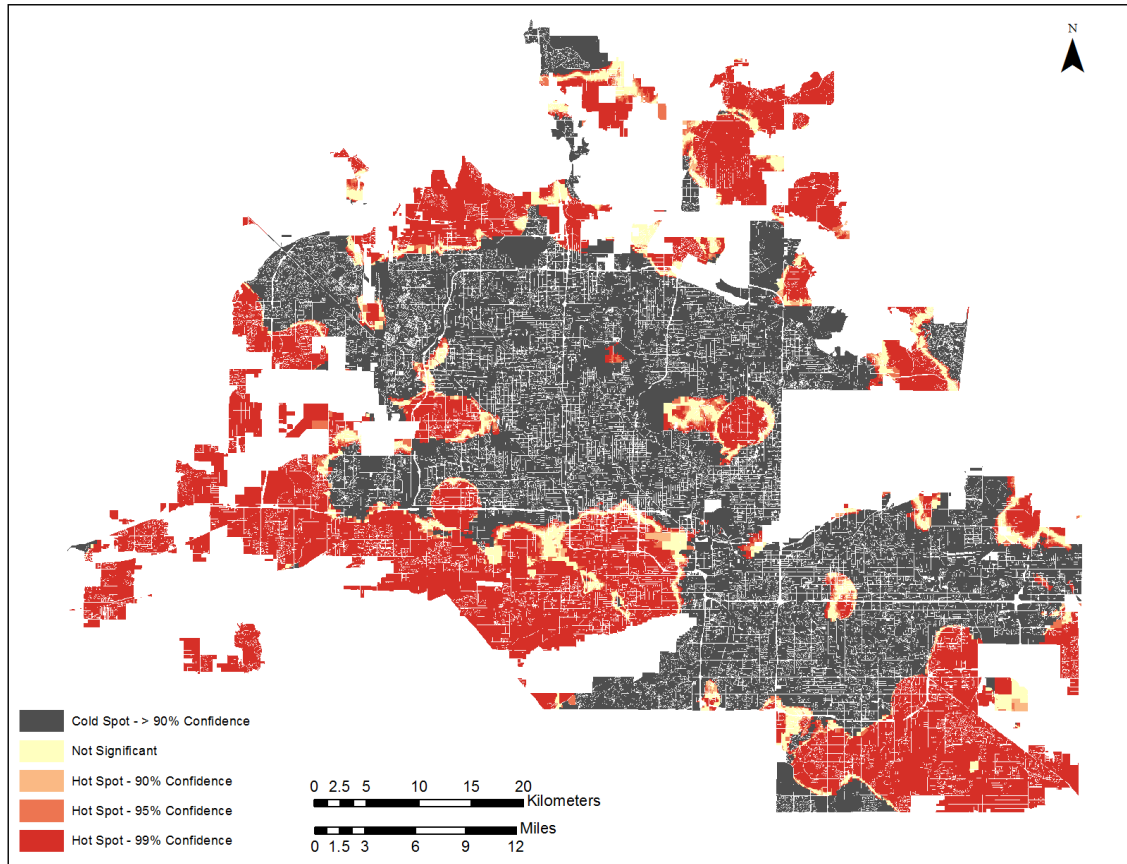 N
Cold Spot - > 90% Confidence
Not Significant
Hot Spot - 90% Confidence
Hot Spot - 95% Confidence
Hot Spot - 99% Confidence
0 2.5 5 10 15 20
Kilometers
Miles
0 1.5 3 6 9 12